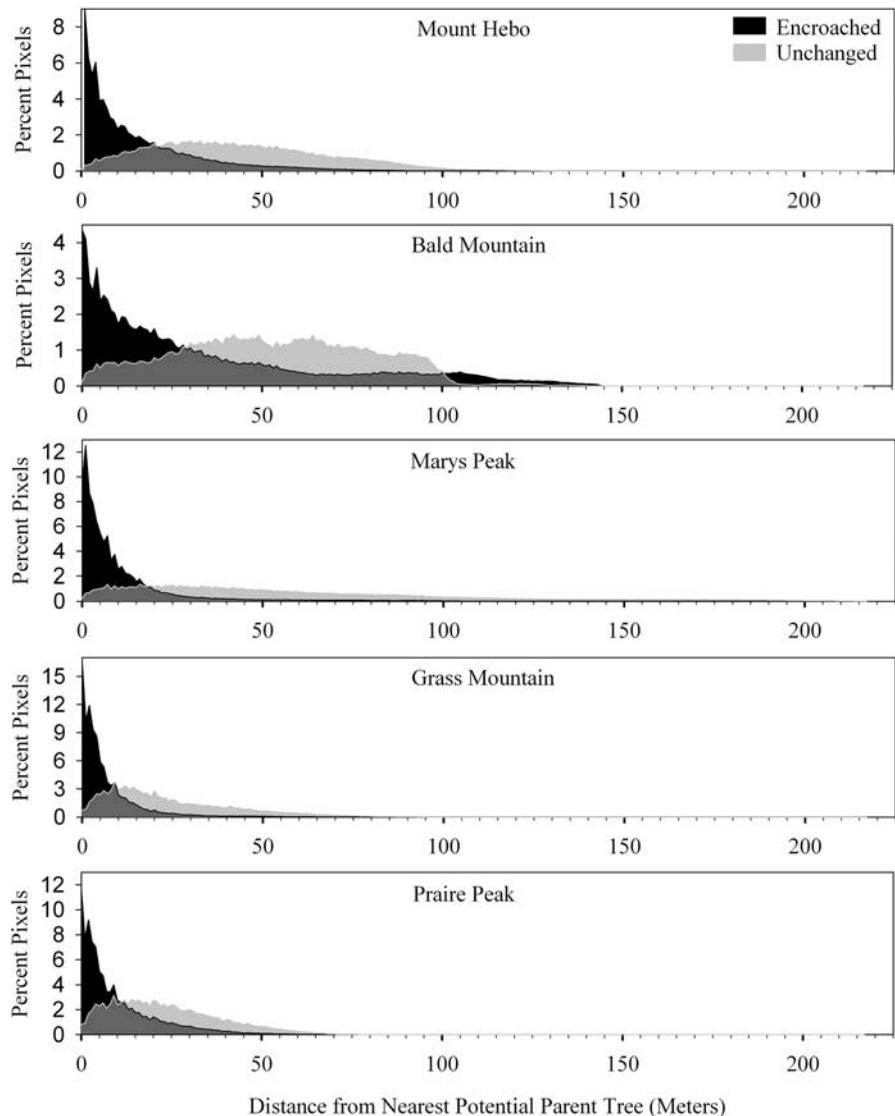 Mount Hebo
Encroached
Unchanged
Percent Pixels
8
6
4
2
0
0 50 100 150 200
Bald Mountain
Percent Pixels
4
3
2
1
0
0 50 100 150 200
Marys Peak
Percent Pixels
12
10
8
6
4
2
0
0 50 100 150 200
Grass Mountain
Percent Pixels
15
12
9
6
3
0
0 50 100 150 200
Praire Peak
Percent Pixels
12
10
8
6
4
2
0
0 50 100 150 200
Distance from Nearest Potential Parent Tree (Meters)